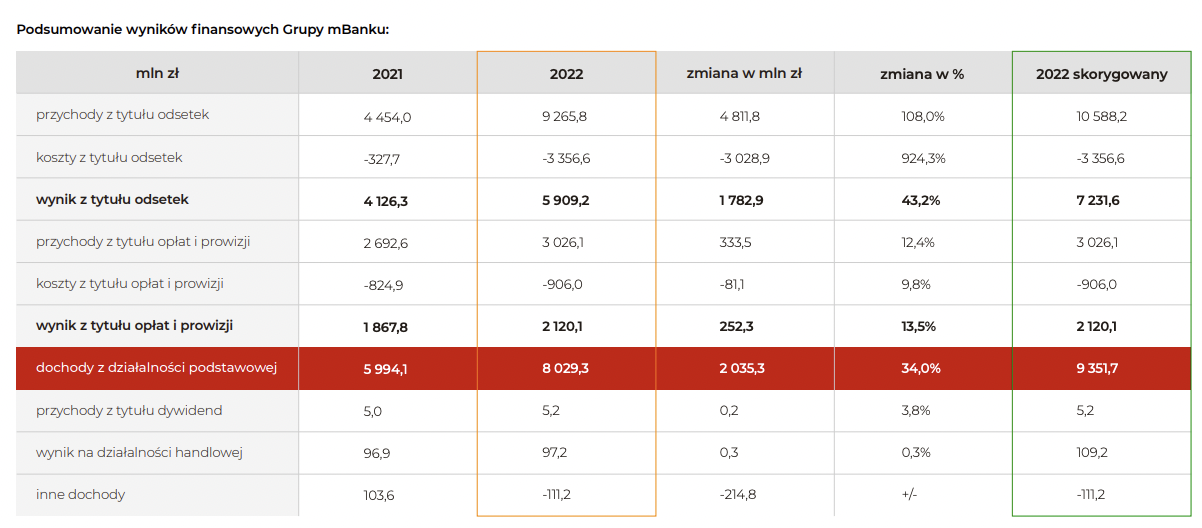 Podsumowanie wyników finansowych Grupy mBanku:
mln zł 2021 2022 zmiana w mln zł zmiana w % 2022 skorygowany
przychody z tytułu odsetek 4 454,0 9 265,8 4 811,8 108,0% 10 588,2
koszty z tytułu odsetek -327,7 -3 356,6 -3 028,9 924,3% -3 356,6
wynik z tytułu odsetek 4 126,3 5 909,2 1 782,9 43,2% 7 231,6
przychody z tytułu opłat i prowizji 2 692,6 3 026,1 333,5 12,4% 3 026,1
koszty z tytułu opłat i prowizji -824,9 -906,0 -81,1 9,8% -906,0
wynik z tytułu opłat i prowizji 1 867,8 2 120,1 252,3 13,5% 2 120,1
dochody z działalności podstawowej 5 994,1 8 029,3 2 035,3 34,0% 9 351,7
przychody z tytułu dywidend 5,0 5,2 0,2 3,8% 5,2
wynik na działalności handlowej 96,9 97,2 0,3 0,3% 109,2
inne dochody 103,6 -111,2 -214,8 +/- -111,2